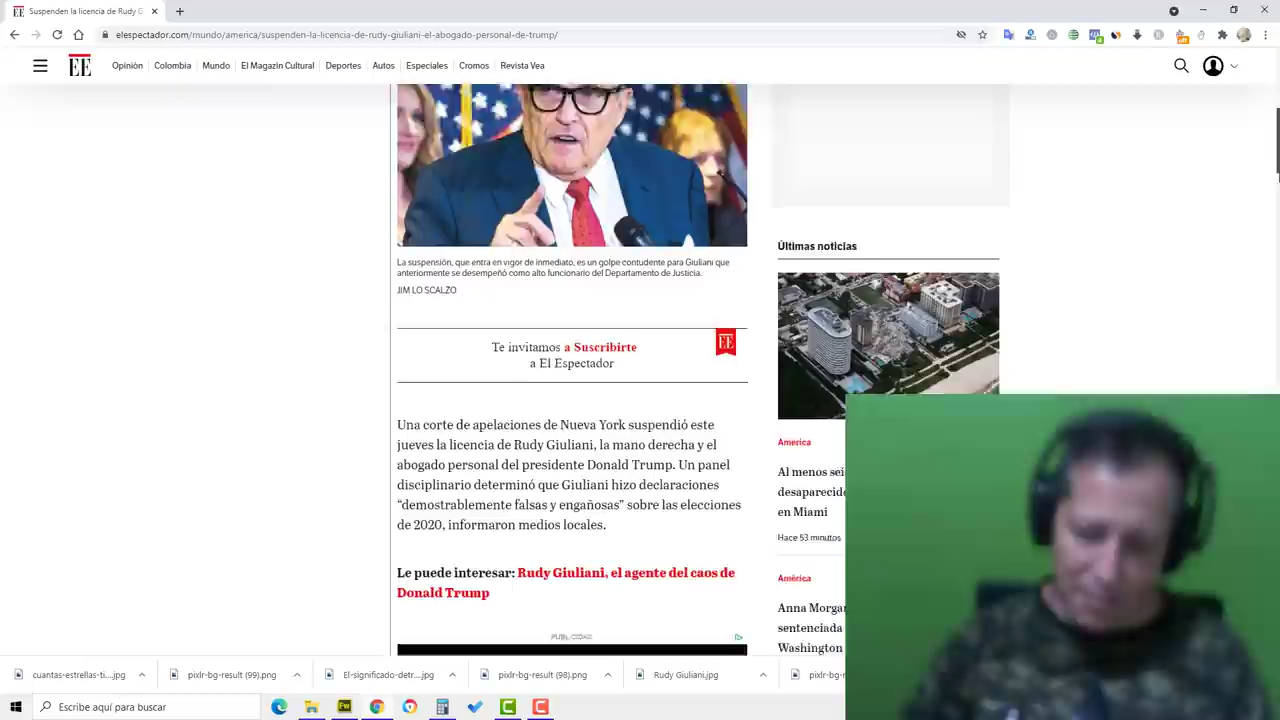 Suspenden la licencia de Rudy G
elespectador.com/mundo/america/suspenden-la-licencia-de-rudy-giuliani-el-abogado-personal-de-trump/
EE
Opinión Colombia Mundo El Magazín Cultural Deportes Autos Especiales Cromos Revista Vea
La suspensión, que entra en vigor de inmediato, es un golpe contudente para Giuliani que
anteriormente se desempeñó como alto funcionario del Departamento de Justicia.
JIM LO SCALZO
Te invitamos a Suscribirte
a El Espectador
EE
Una corte de apelaciones de Nueva York suspendió este
jueves la licencia de Rudy Giuliani, la mano derecha y el
abogado personal del presidente Donald Trump. Un panel
disciplinario determinó que Giuliani hizo declaraciones
“demostrablemente falsas y engañosas” sobre las elecciones
de 2020, informaron medios locales.
Le puede interesar: Rudy Giuliani, el agente del caos de
Donald Trump
PUBLICIDAD
Últimas noticias
America
Al menos sei
desaparecido
en Miami
Hace 53 minutos
América
Anna Morga
sentenciada
Washington
cuantas-estrellas-ti....jpg
pixlr-bg-result (99).png
El-significado-detr....jpg
pixlr-bg-result (98).png
Rudy Giuliani.jpg
pixlr-bg-r
Escribe aquí para buscar